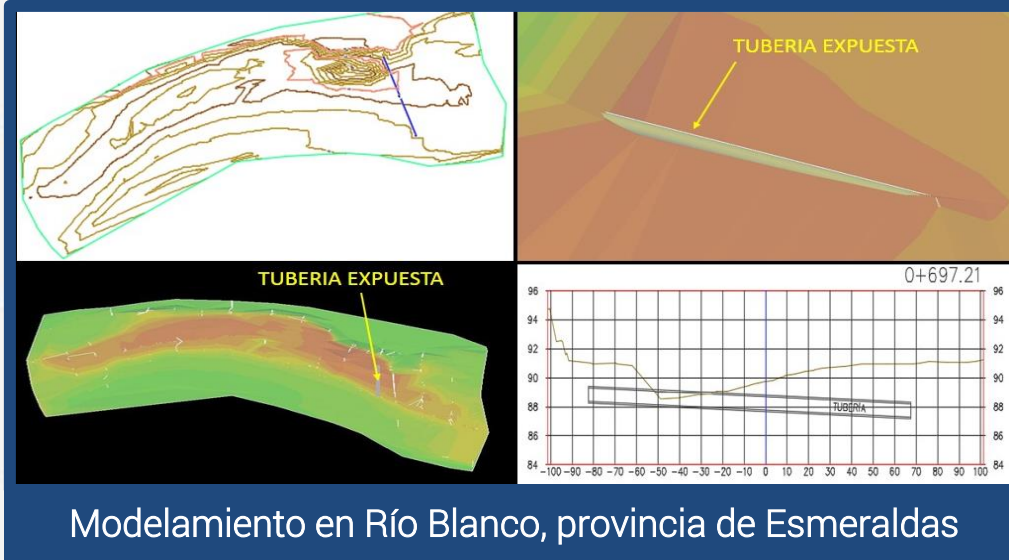 TUBERIA EXPUESTA
TUBERIA EXPUESTA
0+697.21
96 96
94 94
92 92
90 90
88 88
TUBERÍA
86 86
84 84
-100 -90 -80 -70 -60 -50 -40 -30 -20 -10 0 10 20 30 40 50 60 70 80 90 100
Modelamiento en Río Blanco, provincia de Esmeraldas